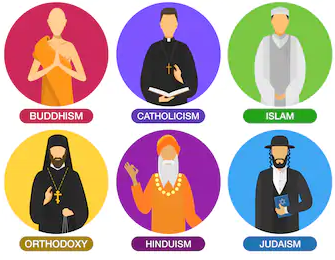 BUDDHISM
CATHOLICISM
ISLAM
ORTHODOXY
HINDUISM
JUDAISM